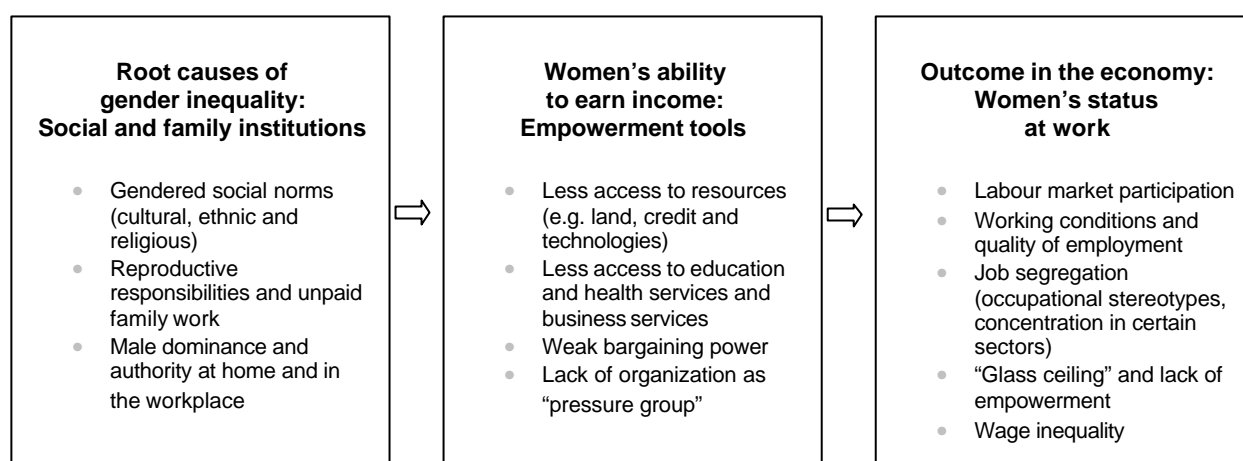 Root causes of
gender inequality:
Social and family institutions
● Gendered social norms
(cultural, ethnic and
religious)
● Reproductive
responsibilities and unpaid
family work
● Male dominance and
authority at home and in
the workplace
Women’s ability
to earn income:
Empowerment tools
● Less access to resources
(e.g. land, credit and
technologies)
● Less access to education
and health services and
business services
● Weak bargaining power
● Lack of organization as
“pressure group”
Outcome in the economy:
Women’s status
at work
● Labour market participation
● Working conditions and
quality of employment
● Job segregation
(occupational stereotypes,
concentration in certain
sectors)
● “Glass ceiling” and lack of
empowerment
● Wage inequality